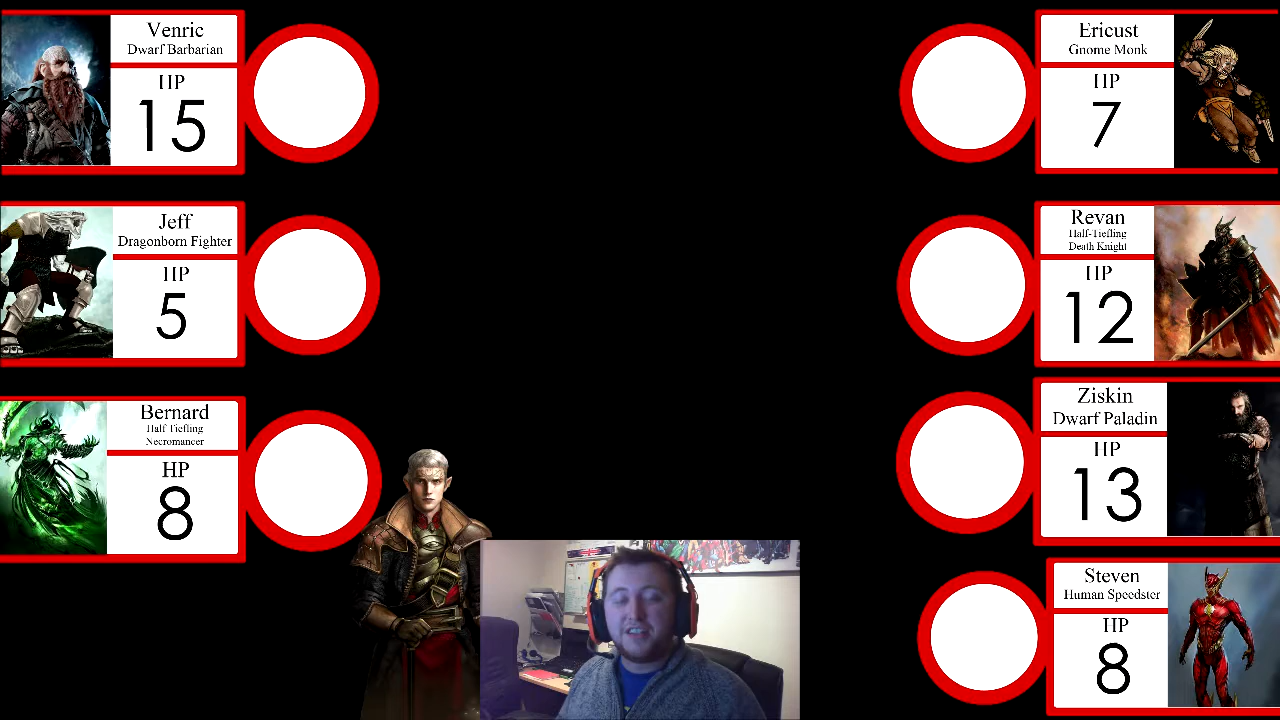 Venric
Dwarf Barbarian
HP
15
Jeff
Dragonborn Fighter
HP
5
Bernard
Half Tiefling
Necromancer
HP
8
Ericust
Gnome Monk
HP
7
Revan
Half-Tiefling
Death Knight
HP
12
Ziskin
Dwarf Paladin
HP
13
Steven
Human Speedster
HP
8